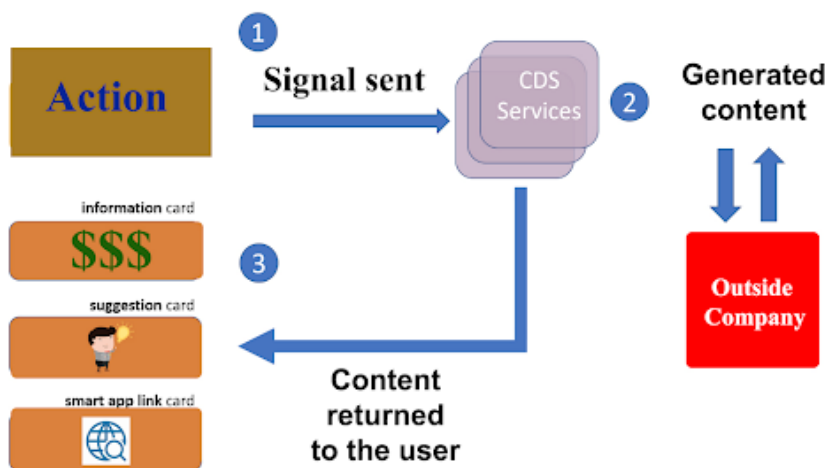 1
Action
Signal sent
CDS
Services
2
Generated
content
Outside
Company
information card
$$$
3
suggestion card
smart app link card
Content
returned
to the user